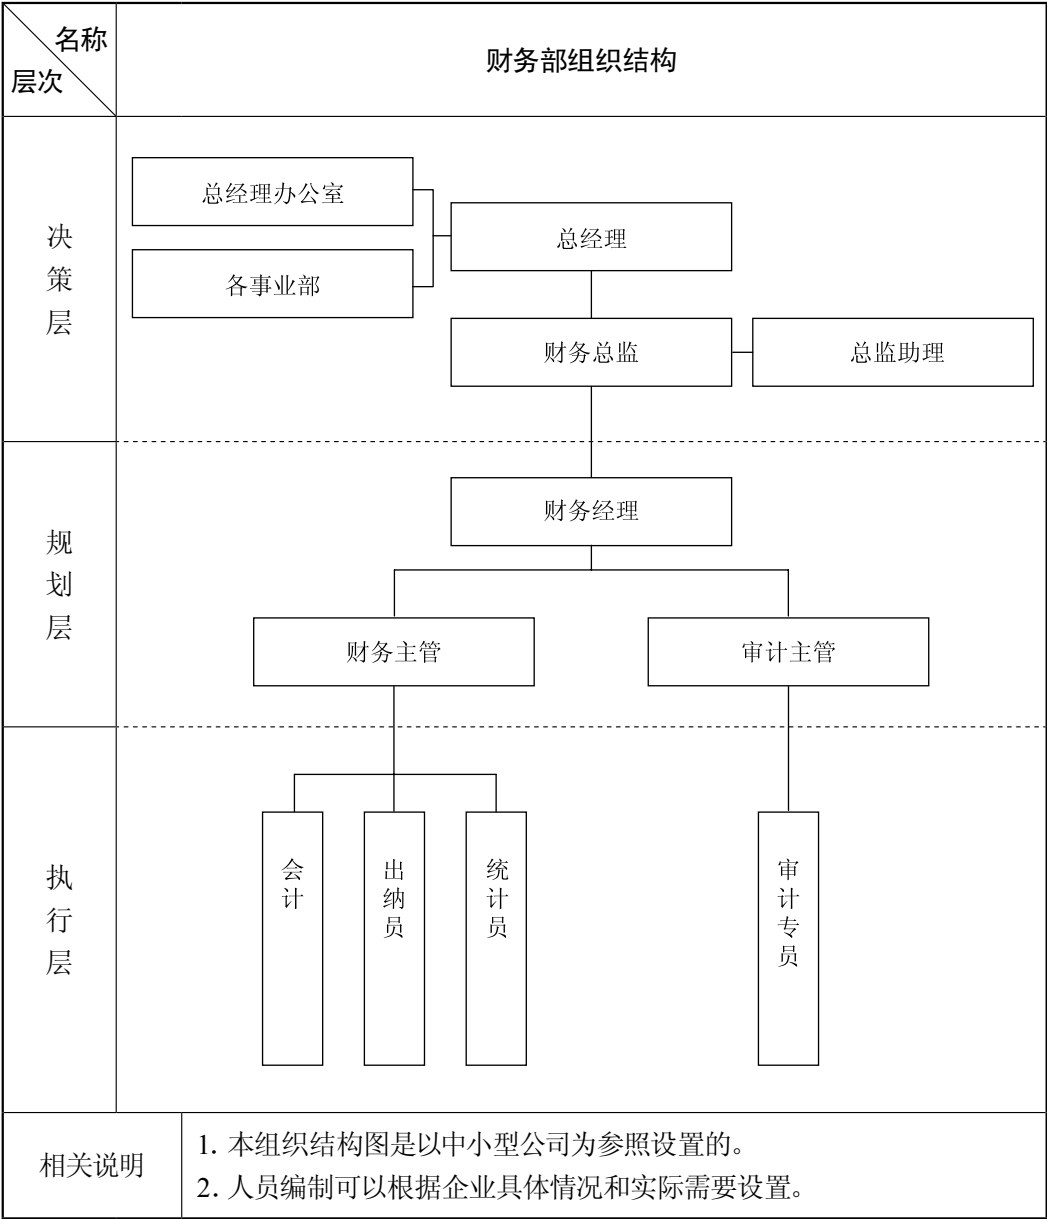 名称
层次
财务部组织结构
决策层
总经理办公室
总经理
各事业部
财务总监
总监助理
规划层
财务经理
财务主管
审计主管
执行层
会计
出纳员
统计员
审计专员
相关说明
1. 本组织结构图是以中小型公司为参照设置的。
2. 人员编制可以根据企业具体情况和实际需要设置。